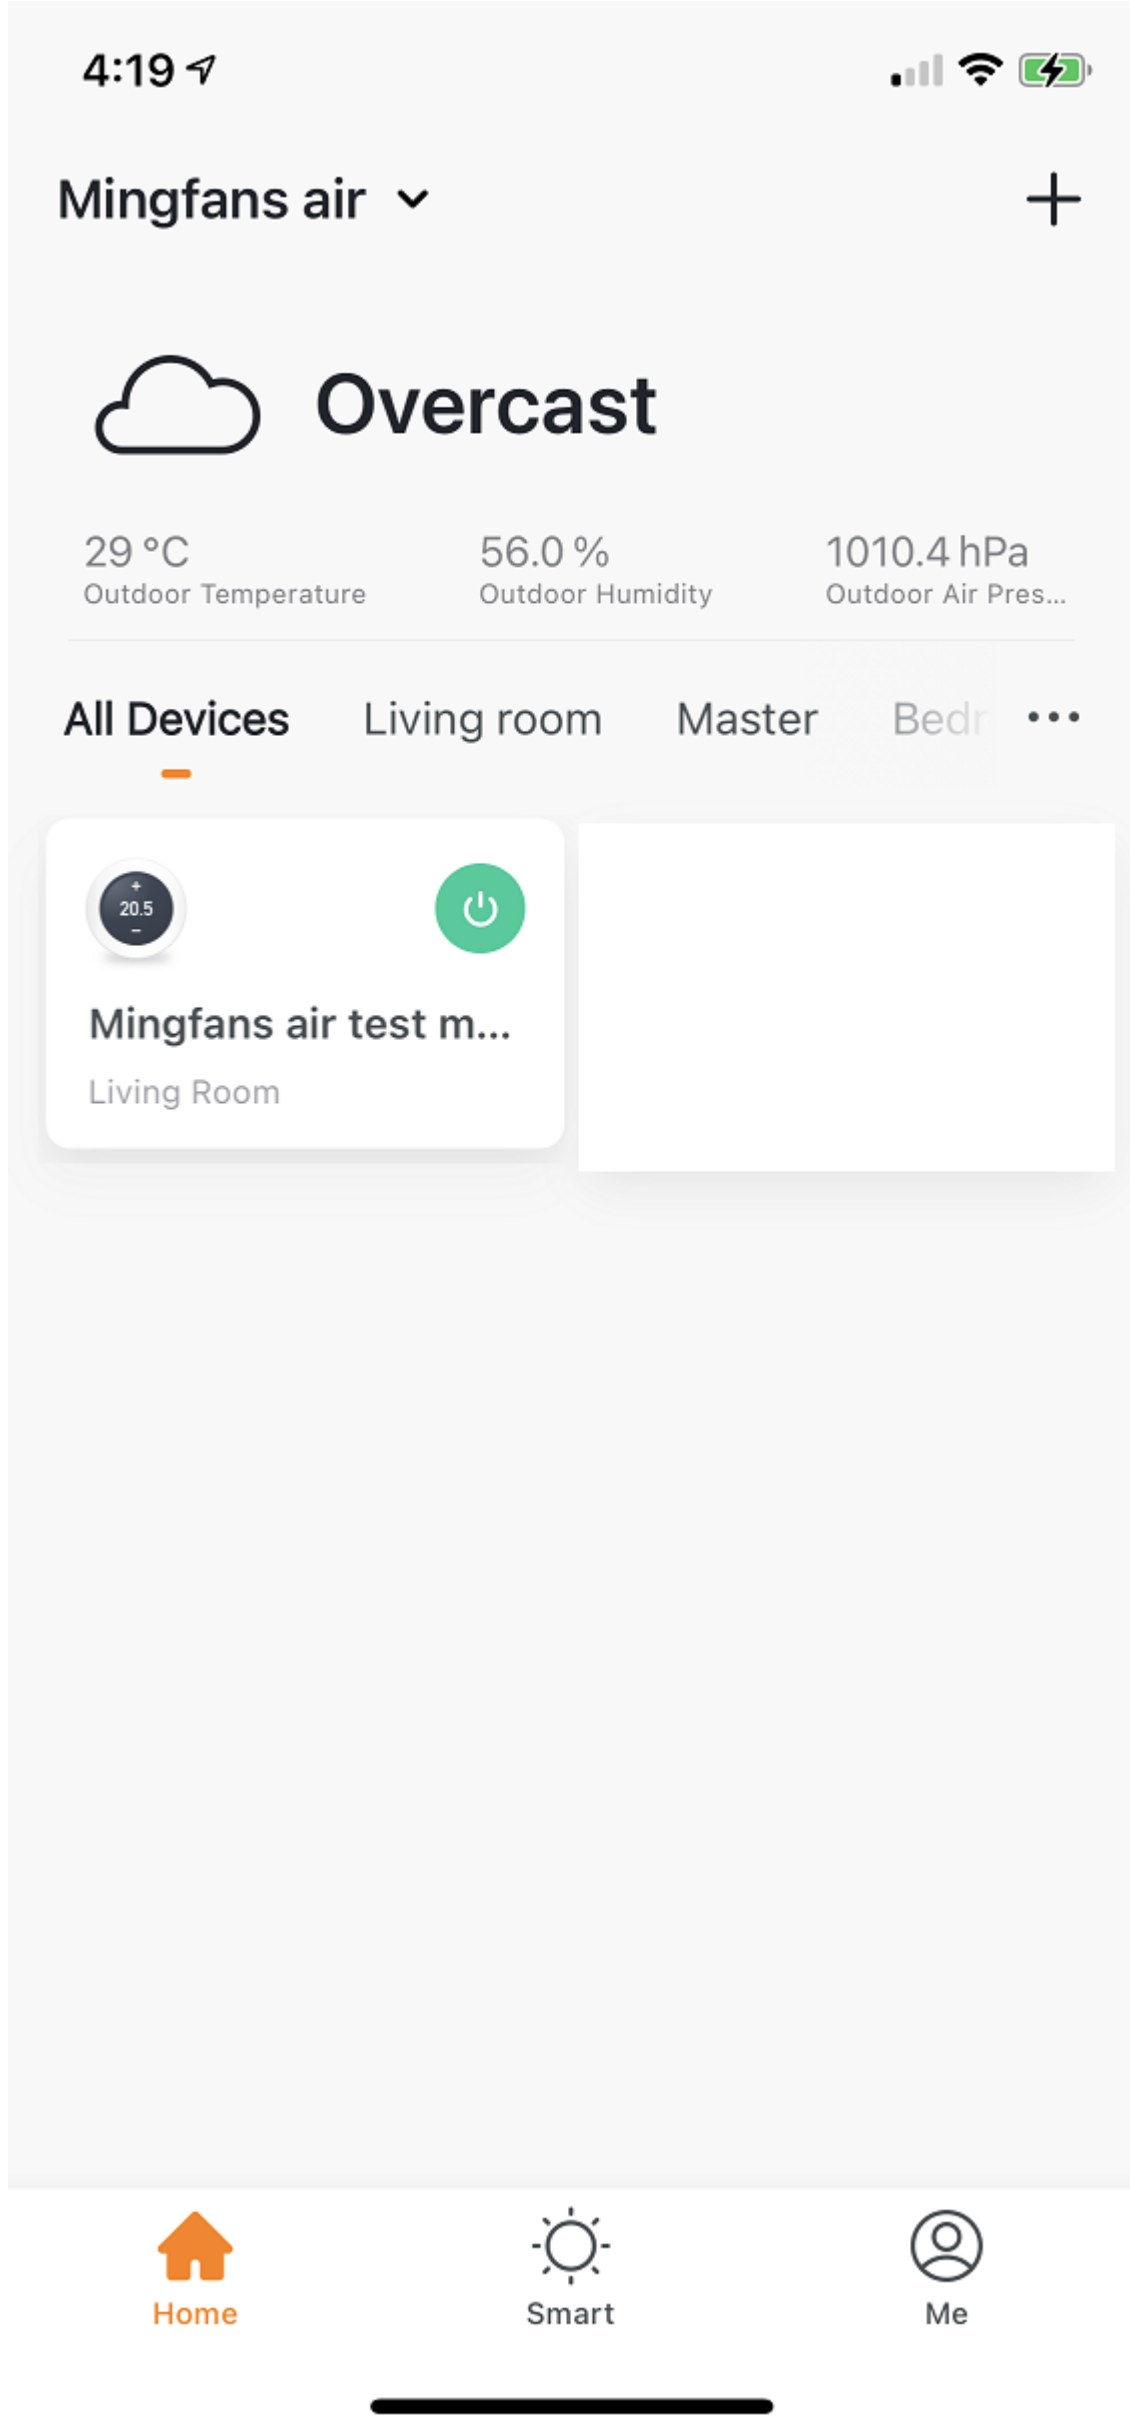 4:19
Mingfans air
Overcast
29 °C 56.0 % 1010.4 hPa
Outdoor Temperature Outdoor Humidity Outdoor Air Pres...
All Devices Living room Master Bedr ...
+
20.5
−
Mingfans air test m...
Living Room
Home Smart Me